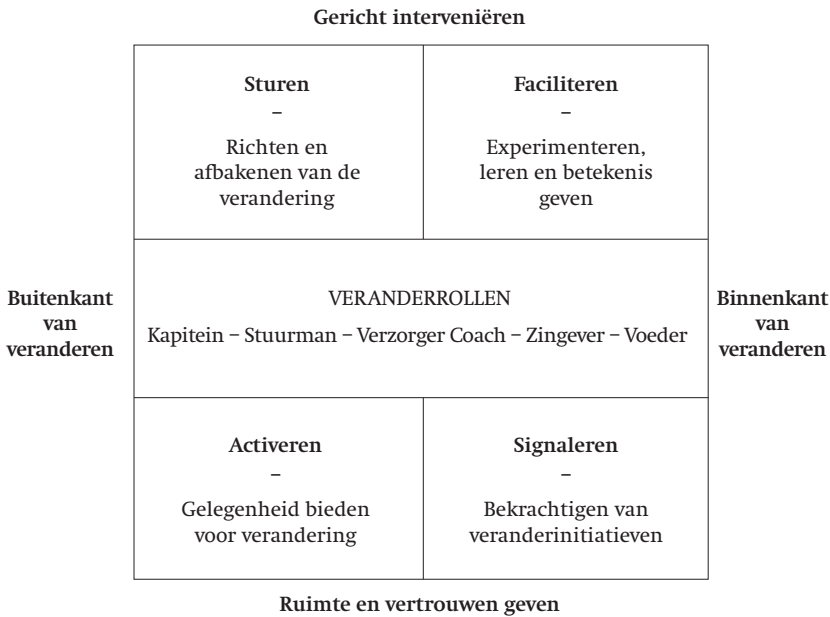 Gericht interveniëren
Sturen
–
Richten en
afbakenen van de
verandering
Faciliteren
–
Experimenteren,
leren en betekenis
geven
Buitenkant
van
veranderen
VERANDERROLLEN
Kapitein – Stuurman – Verzorger Coach – Zingever – Voeder
Binnenkant
van
veranderen
Activeren
–
Gelegenheid bieden
voor verandering
Signaleren
–
Bekrachtigen van
veranderinitiatieven
Ruimte en vertrouwen geven